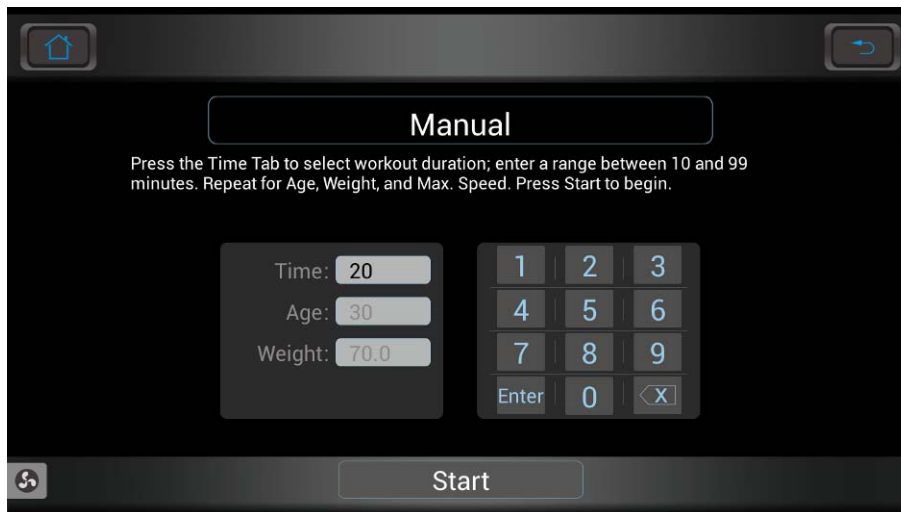 Manual
Press the Time Tab to select workout duration; enter a range between 10 and 99
minutes. Repeat for Age, Weight, and Max. Speed. Press Start to begin.
Time: 20
Age: 30
Weight: 70.0
1 2 3
4 5 6
7 8 9
Enter 0 X
Start